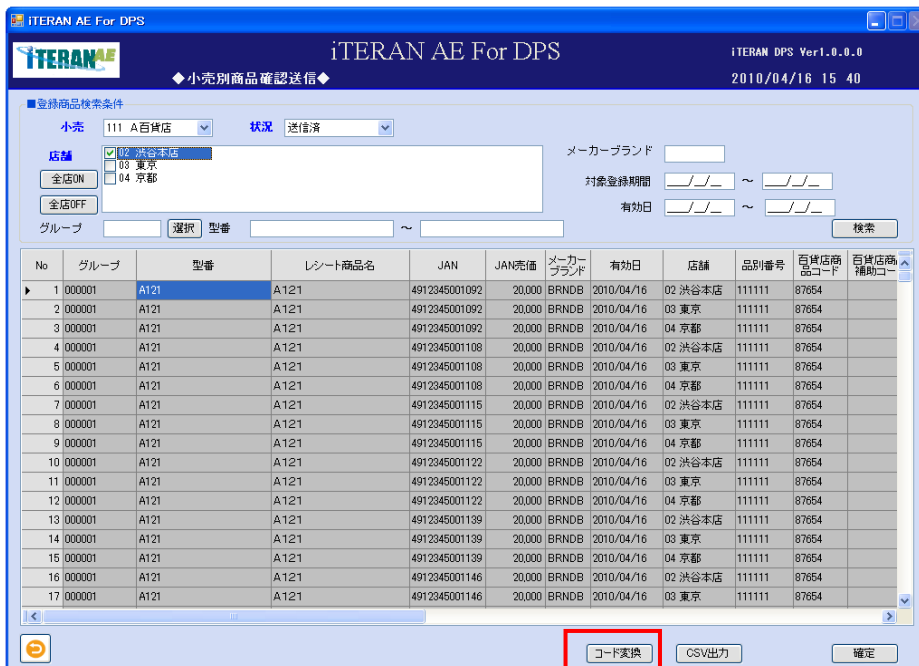 iTERAN AE For DPS
iTERAN AE
iTERAN AE For DPS
iTERAN DPS Ver1.0.0.0
◆小売別商品確認送信◆
2010/04/16 15 40
■登録商品検索条件
小売 111 A百貨店 状況 送信済
店舗 02 渋谷本店 メーカーブランド
03 東京
全店ON 04 京都 対象登録期間 __/_/_ ～ __/_/_
全店OFF 有効日 __/_/_ ～ __/_/_
グループ 選択 型番 ～ 検索
No グループ 型番 レシート商品名 JAN JAN売価 メーカーブランド 有効日 店舗 品別番号 百貨店商品コード 百貨店商補助コー
1 000001 A121 A121 4912345001092 20,000 BRNDB 2010/04/16 02 渋谷本店 111111 87654
2 000001 A121 A121 4912345001092 20,000 BRNDB 2010/04/16 03 東京 111111 87654
3 000001 A121 A121 4912345001092 20,000 BRNDB 2010/04/16 04 京都 111111 87654
4 000001 A121 A121 4912345001108 20,000 BRNDB 2010/04/16 02 渋谷本店 111111 87654
5 000001 A121 A121 4912345001108 20,000 BRNDB 2010/04/16 03 東京 111111 87654
6 000001 A121 A121 4912345001108 20,000 BRNDB 2010/04/16 04 京都 111111 87654
7 000001 A121 A121 4912345001115 20,000 BRNDB 2010/04/16 02 渋谷本店 111111 87654
8 000001 A121 A121 4912345001115 20,000 BRNDB 2010/04/16 03 東京 111111 87654
9 000001 A121 A121 4912345001115 20,000 BRNDB 2010/04/16 04 京都 111111 87654
10 000001 A121 A121 4912345001122 20,000 BRNDB 2010/04/16 02 渋谷本店 111111 87654
11 000001 A121 A121 4912345001122 20,000 BRNDB 2010/04/16 03 東京 111111 87654
12 000001 A121 A121 4912345001122 20,000 BRNDB 2010/04/16 04 京都 111111 87654
13 000001 A121 A121 4912345001139 20,000 BRNDB 2010/04/16 02 渋谷本店 111111 87654
14 000001 A121 A121 4912345001139 20,000 BRNDB 2010/04/16 03 東京 111111 87654
15 000001 A121 A121 4912345001139 20,000 BRNDB 2010/04/16 04 京都 111111 87654
16 000001 A121 A121 4912345001146 20,000 BRNDB 2010/04/16 02 渋谷本店 111111 87654
17 000001 A121 A121 4912345001146 20,000 BRNDB 2010/04/16 03 東京 111111 87654
コード変換 CSV出力 確定